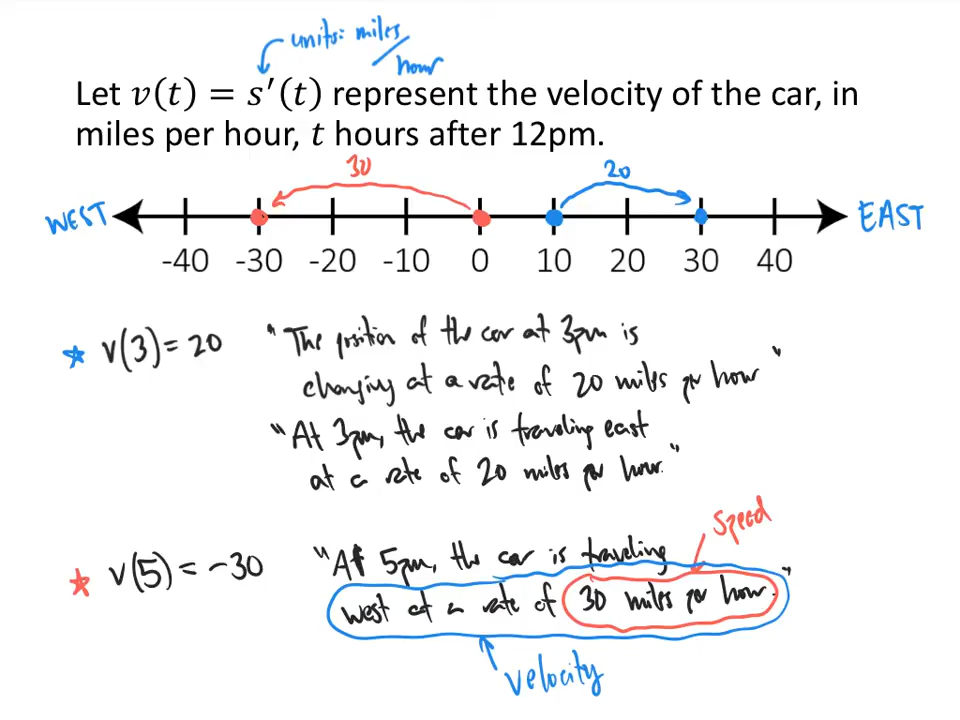 units: miles/hour
Let v(t) = s′(t) represent the velocity of the car, in
miles per hour, t hours after 12pm.
30
20
WEST
EAST
-40 -30 -20 -10 0 10 20 30 40
v(3) = 20
"The position of the car at 3pm is
changing at a rate of 20 miles per hour"
"At 3pm, the car is traveling east
at a rate of 20 miles per hour."
Speed
v(5) = -30
"At 5pm, the car is traveling
west at a rate of 30 miles per hour."
velocity